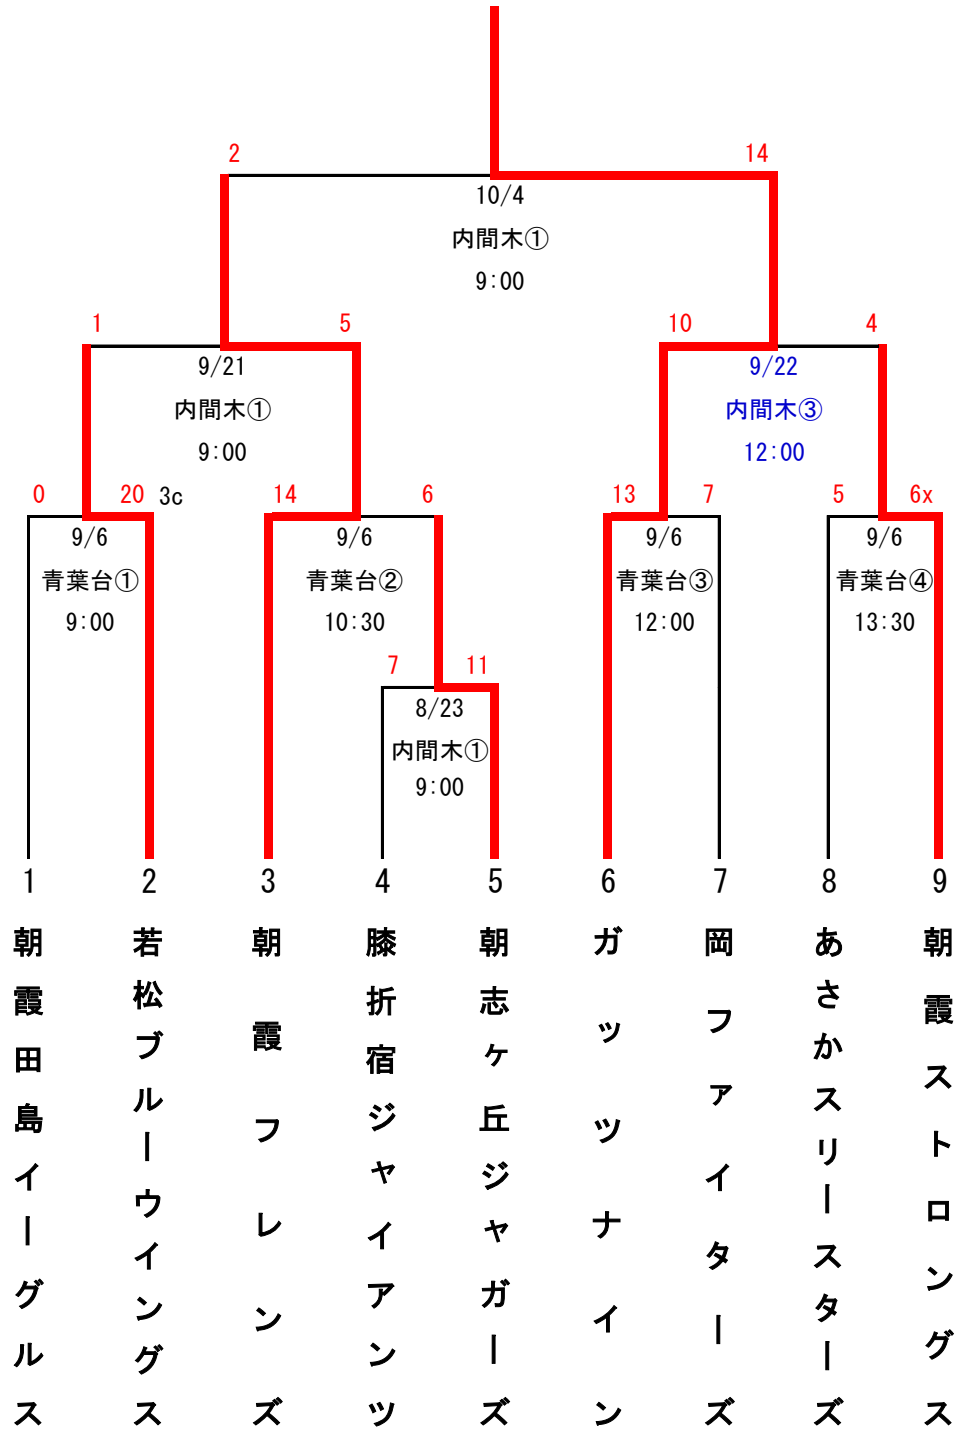 2 14
10/4
内間木①
9:00
1 5 10 4
9/21 9/22
内間木① 内間木③
9:00 12:00
0 20 3c 14 6 13 7 5 6x
9/6 9/6 9/6 9/6
青葉台① 青葉台② 青葉台③ 青葉台④
9:00 10:30 12:00 13:30
7 11
8/23
内間木①
9:00
1 2 3 4 5 6 7 8 9
朝霞田島イーグルス
若松ブルーウイングス
朝霞フレンズ
膝折宿ジャイアンツ
朝志ヶ丘ジャガーズ
ガッツナイン
岡ファイターズ
あさかスリースターズ
朝霞ストロングス